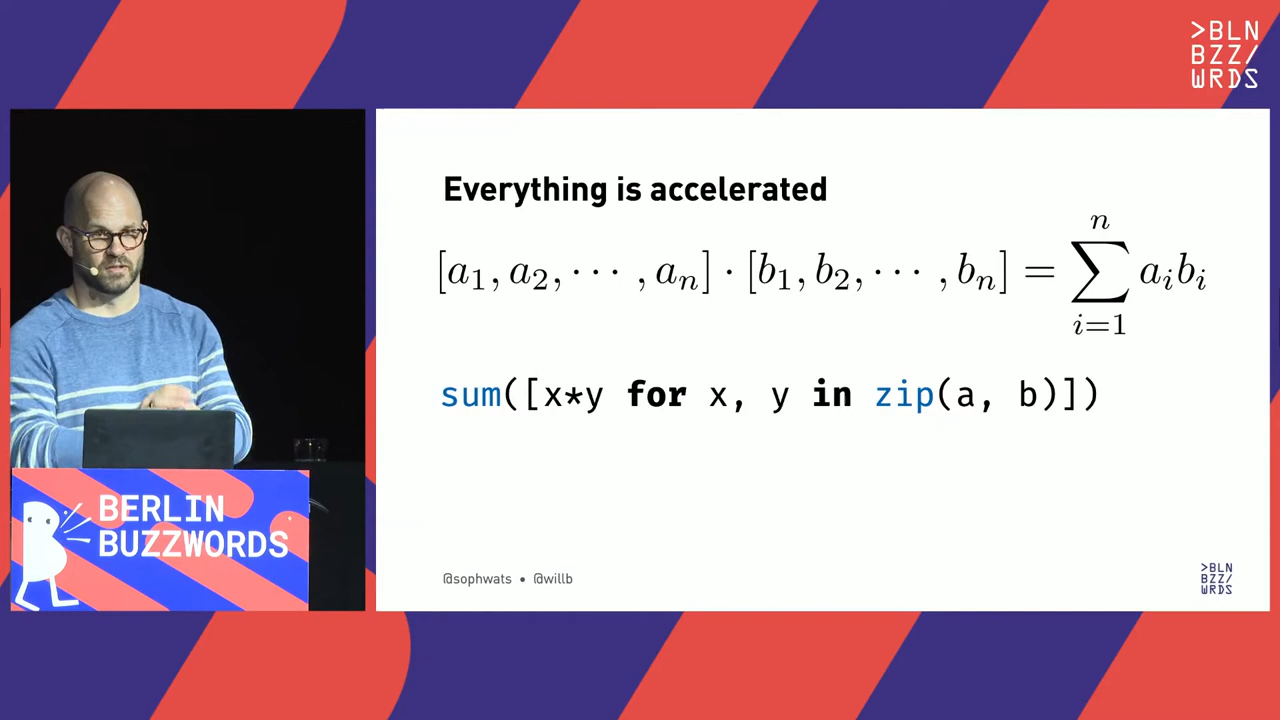 >BLN
BZZ/
WRDS
Everything is accelerated
[a₁, a₂, ⋯ , aₙ] · [b₁, b₂, ⋯ , bₙ] = ∑ⁿᵢ₌₁ aᵢbᵢ
sum([x*y for x, y in zip(a, b)])
BERLIN
BUZZWORDS
@sophwats • @willb
>BLN
BZZ/
WRDS